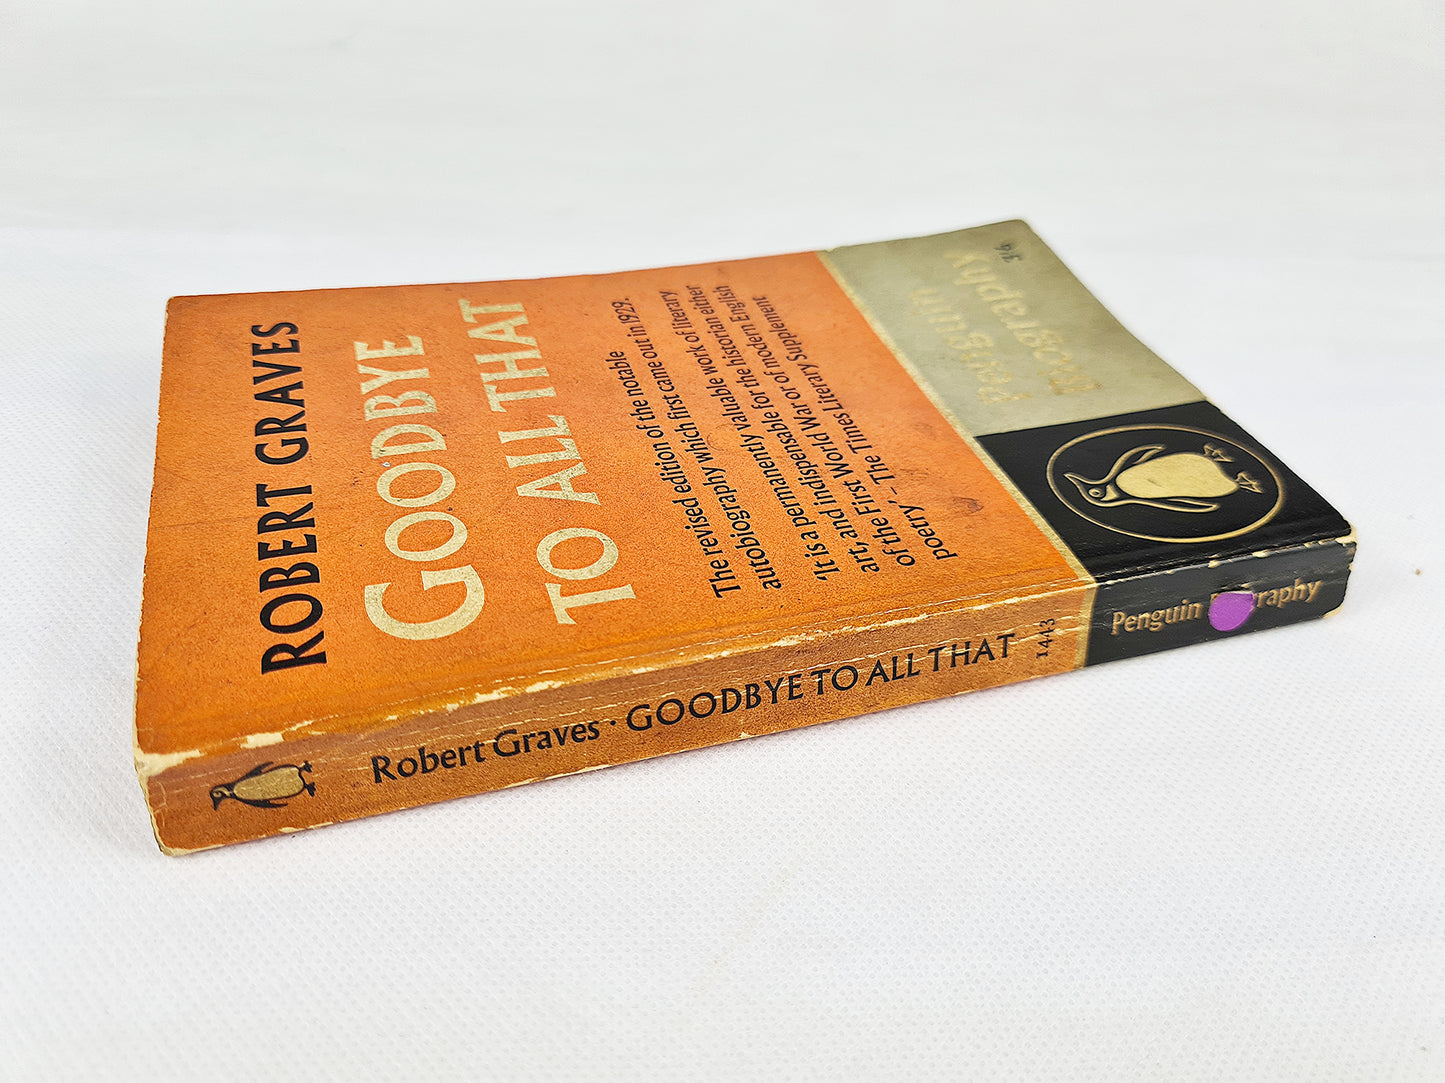 ROBERT GRAVES
GOODBYE
TO ALL THAT
The revised edition of the notable
autobiography which first came out in 1929.
'It is a permanently valuable work of literary
art, and indispensable for the historian either
of the First World War or of modern English
poetry' – The Times Literary Supplement
Penguin
Biography
3/6
Robert Graves · GOODBYE TO ALL THAT
1443
Penguin raphy